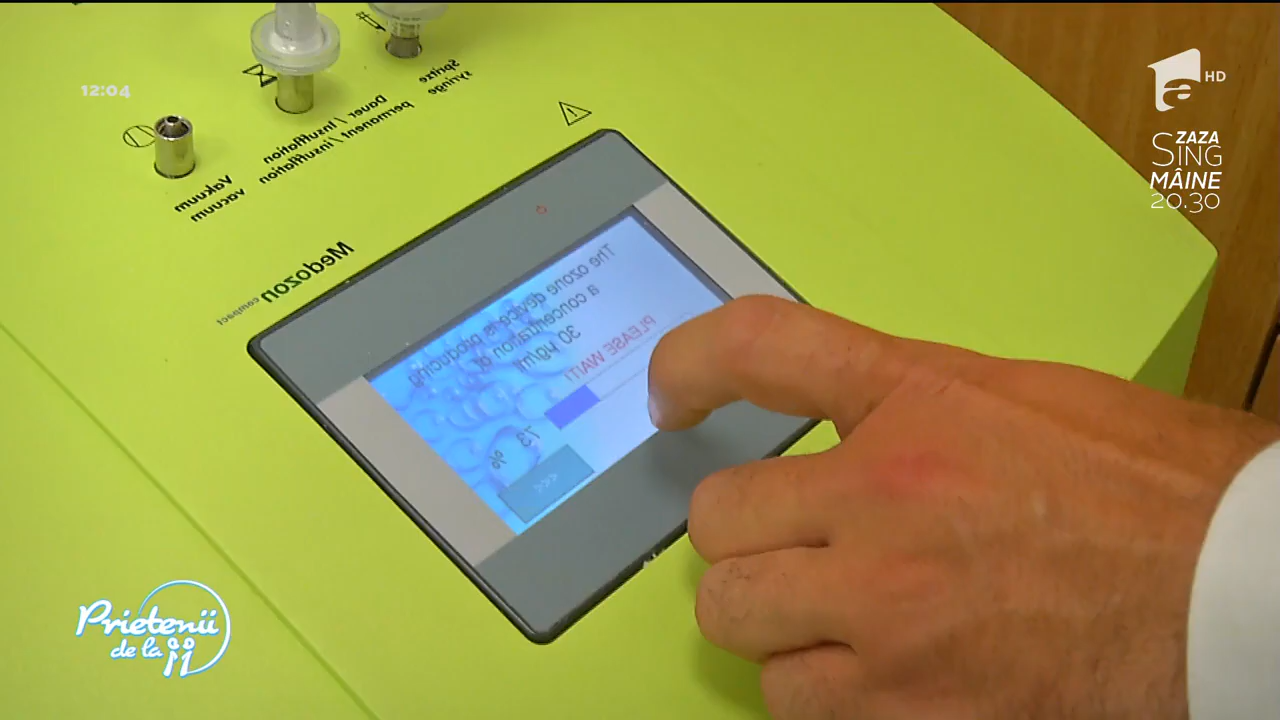 12:04
HD
ZAZA
SING
MÂINE
20.30
Spritze
syringe
Dauer / Insufflation
permanent / insufflation
Vakuum
vacuum
Medozon compact
The ozone device is producing
a concentration of
30 µg/ml
PLEASE WAIT!
73 %
<<<
Prietenii
de la 11